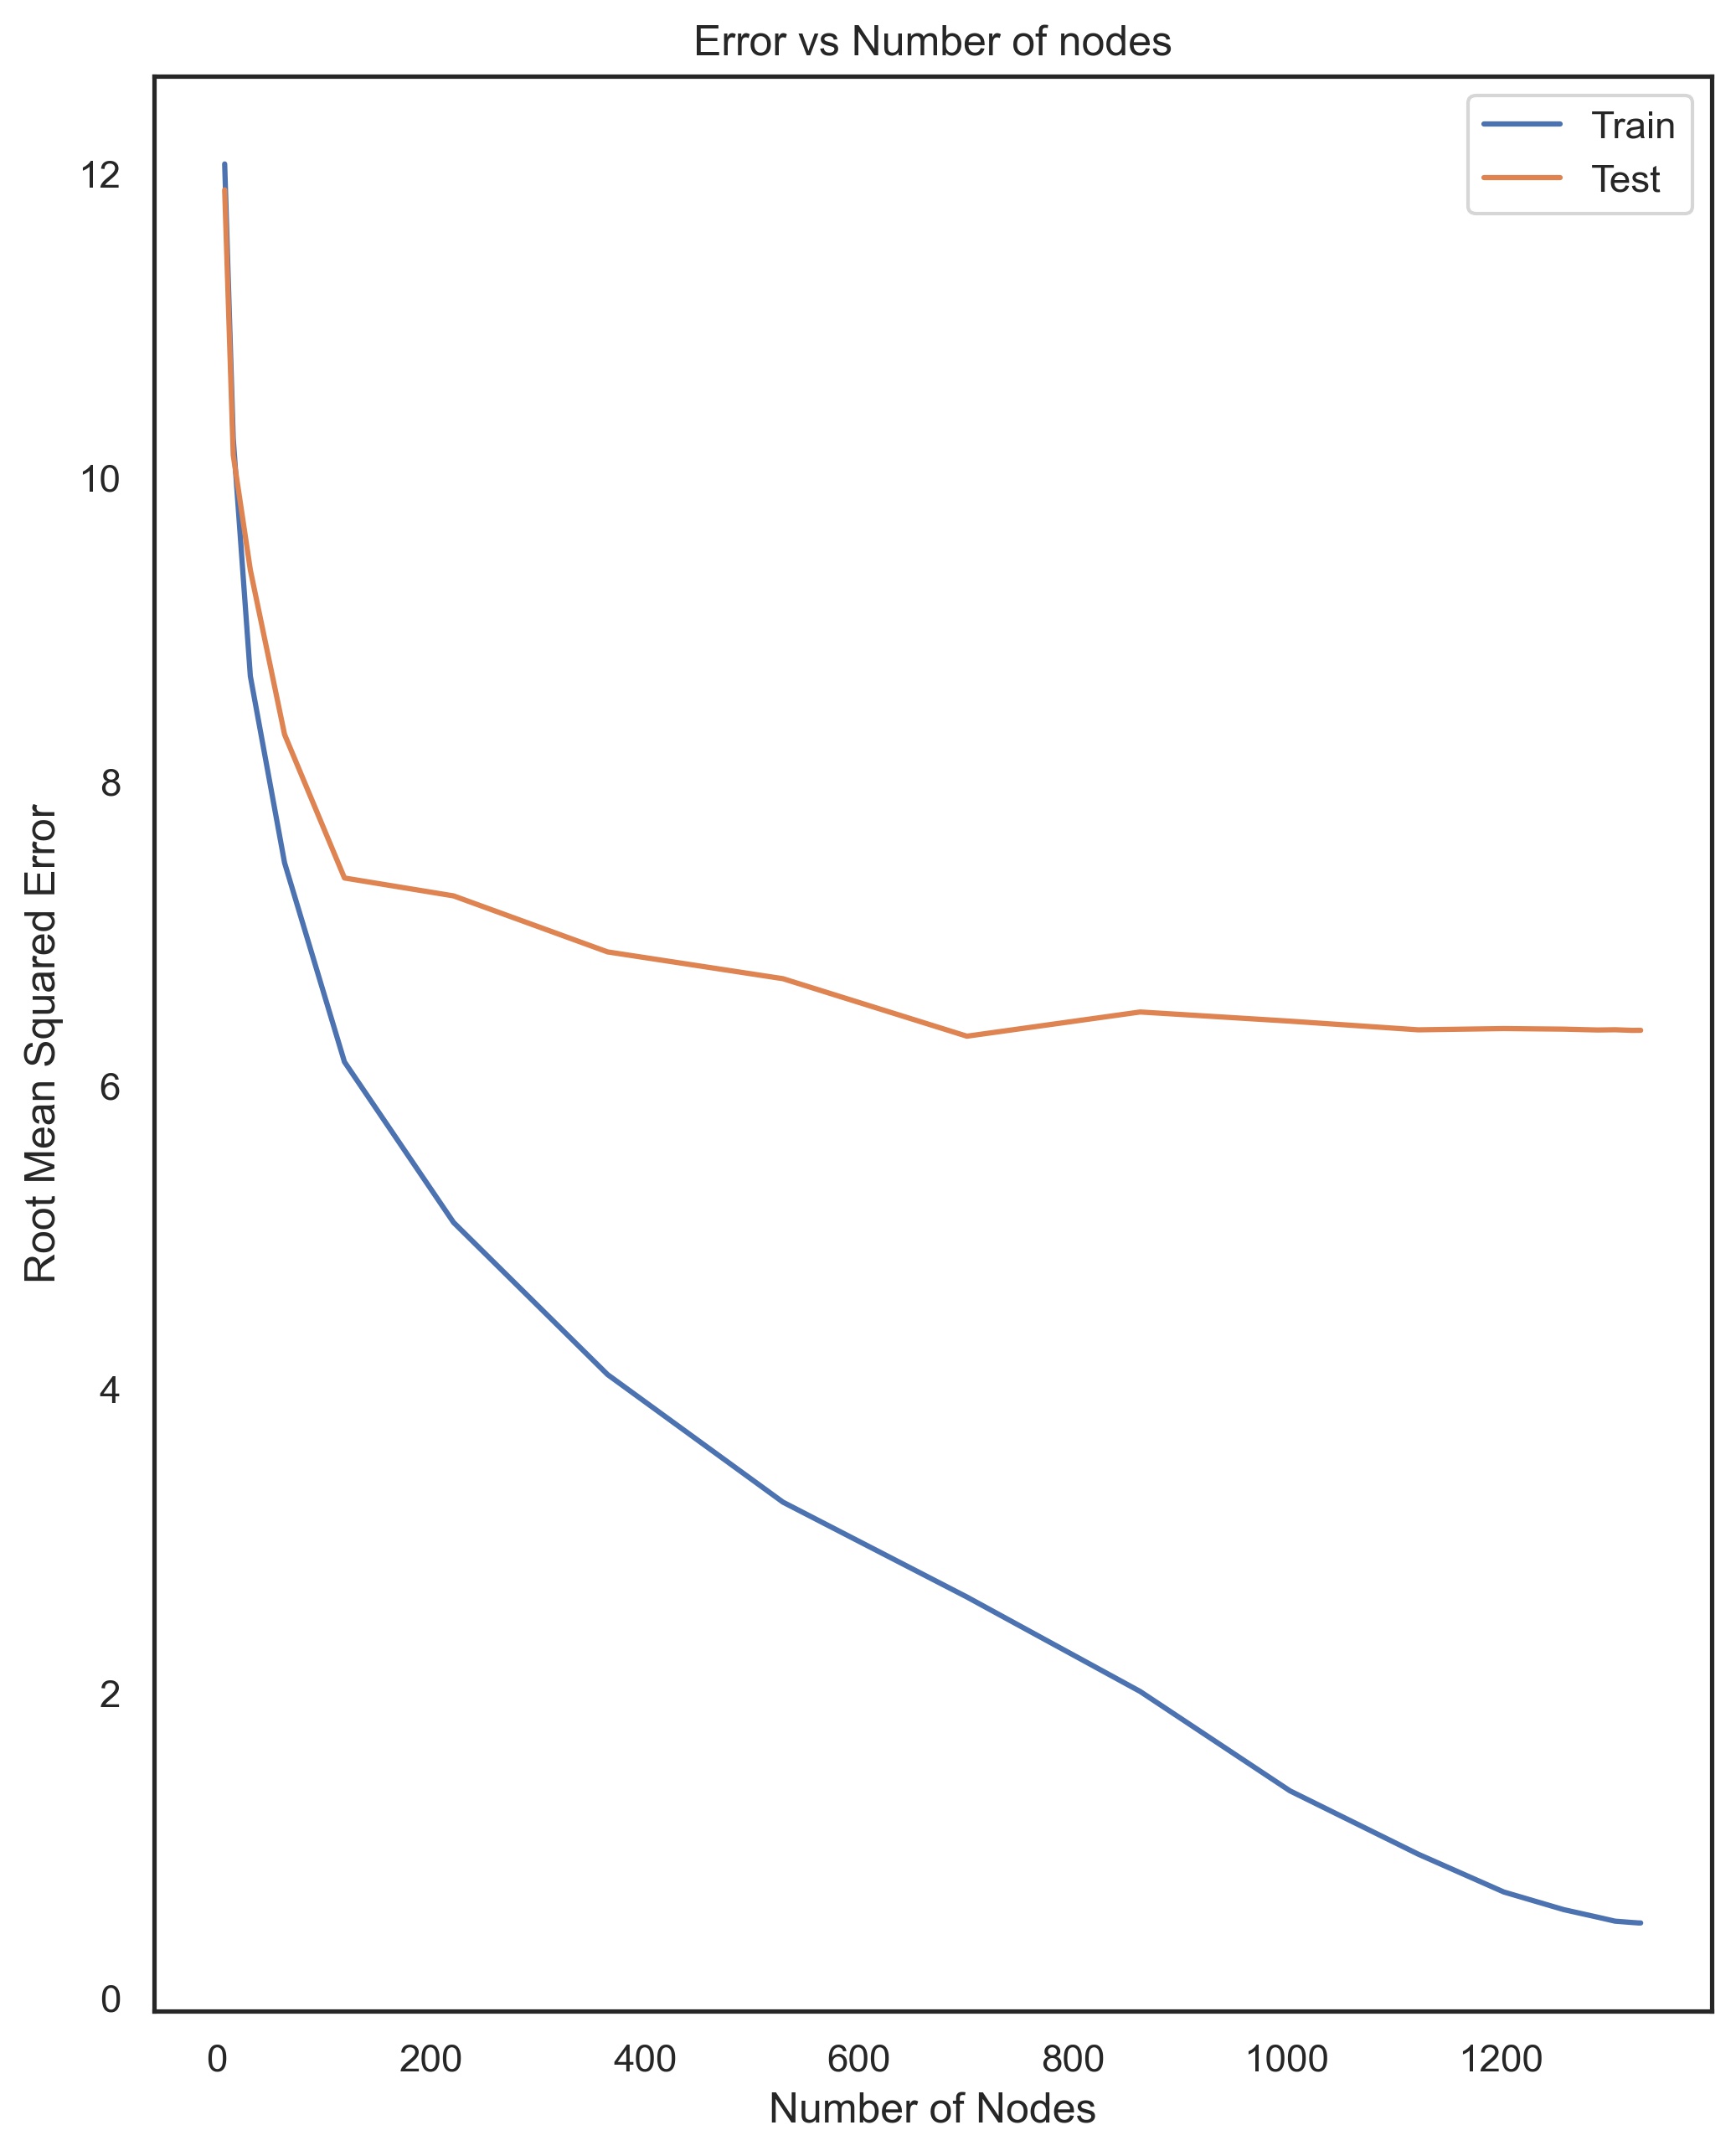 Error vs Number of nodes
Train
Test
12
10
8
6
4
2
0
Root Mean Squared Error
0 200 400 600 800 1000 1200
Number of Nodes